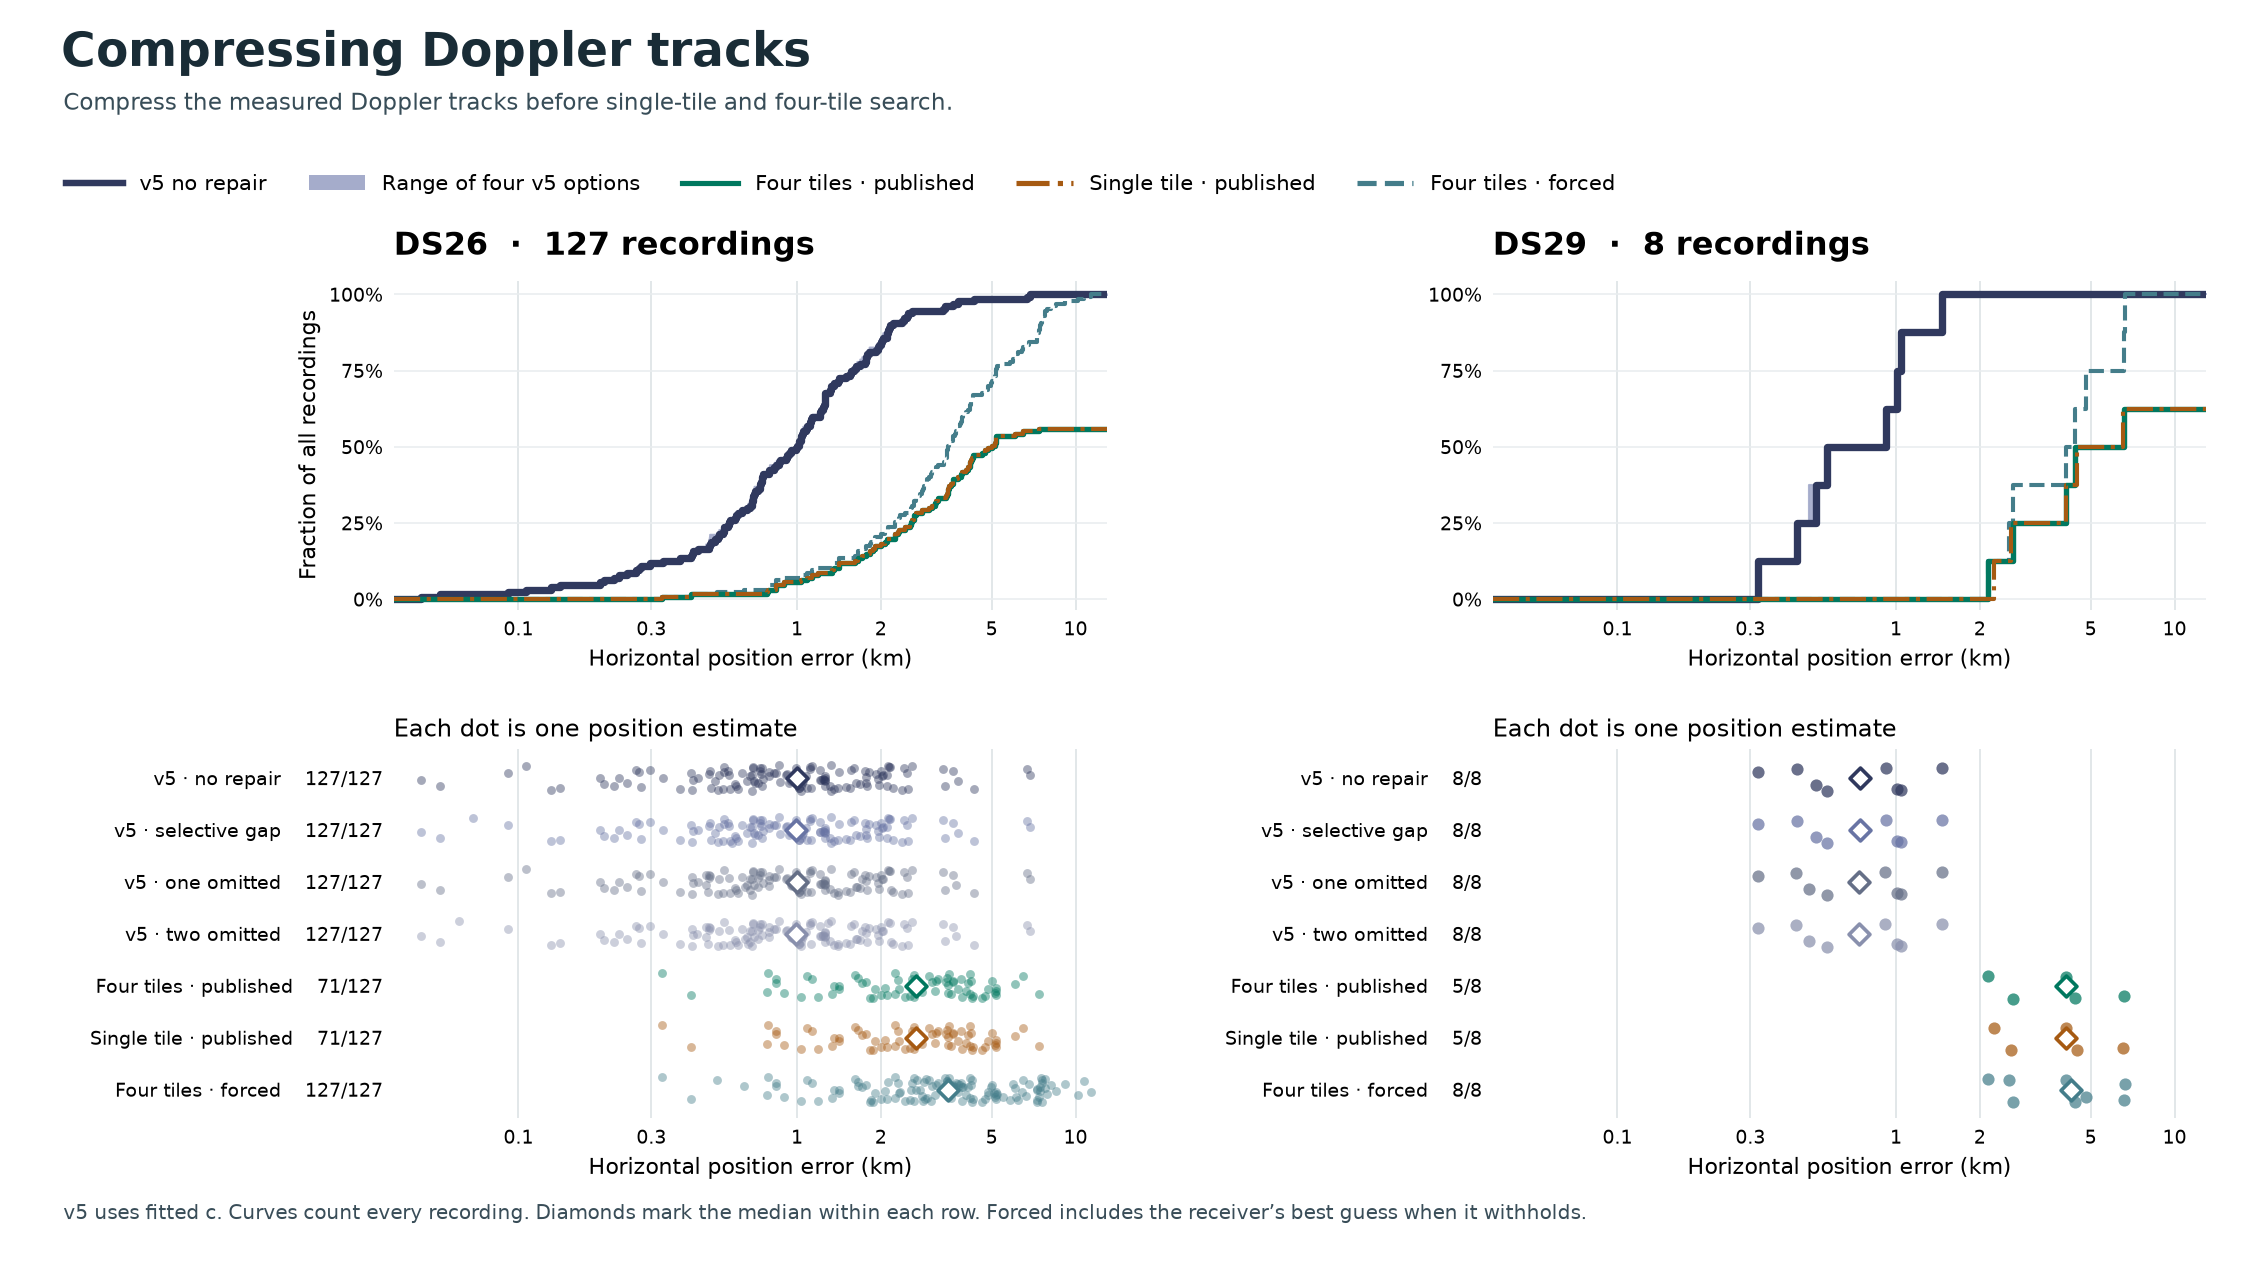 Compressing Doppler tracks
Compress the measured Doppler tracks before single-tile and four-tile search.
v5 no repair
Range of four v5 options
Four tiles · published
Single tile · published
Four tiles · forced
DS26 · 127 recordings
Fraction of all recordings
100%
75%
50%
25%
0%
0.1 0.3 1 2 5 10
Horizontal position error (km)
DS29 · 8 recordings
100%
75%
50%
25%
0%
0.1 0.3 1 2 5 10
Horizontal position error (km)
Each dot is one position estimate
v5 · no repair 127/127
v5 · selective gap 127/127
v5 · one omitted 127/127
v5 · two omitted 127/127
Four tiles · published 71/127
Single tile · published 71/127
Four tiles · forced 127/127
0.1 0.3 1 2 5 10
Horizontal position error (km)
Each dot is one position estimate
v5 · no repair 8/8
v5 · selective gap 8/8
v5 · one omitted 8/8
v5 · two omitted 8/8
Four tiles · published 5/8
Single tile · published 5/8
Four tiles · forced 8/8
0.1 0.3 1 2 5 10
Horizontal position error (km)
v5 uses fitted c. Curves count every recording. Diamonds mark the median within each row. Forced includes the receiver’s best guess when it withholds.